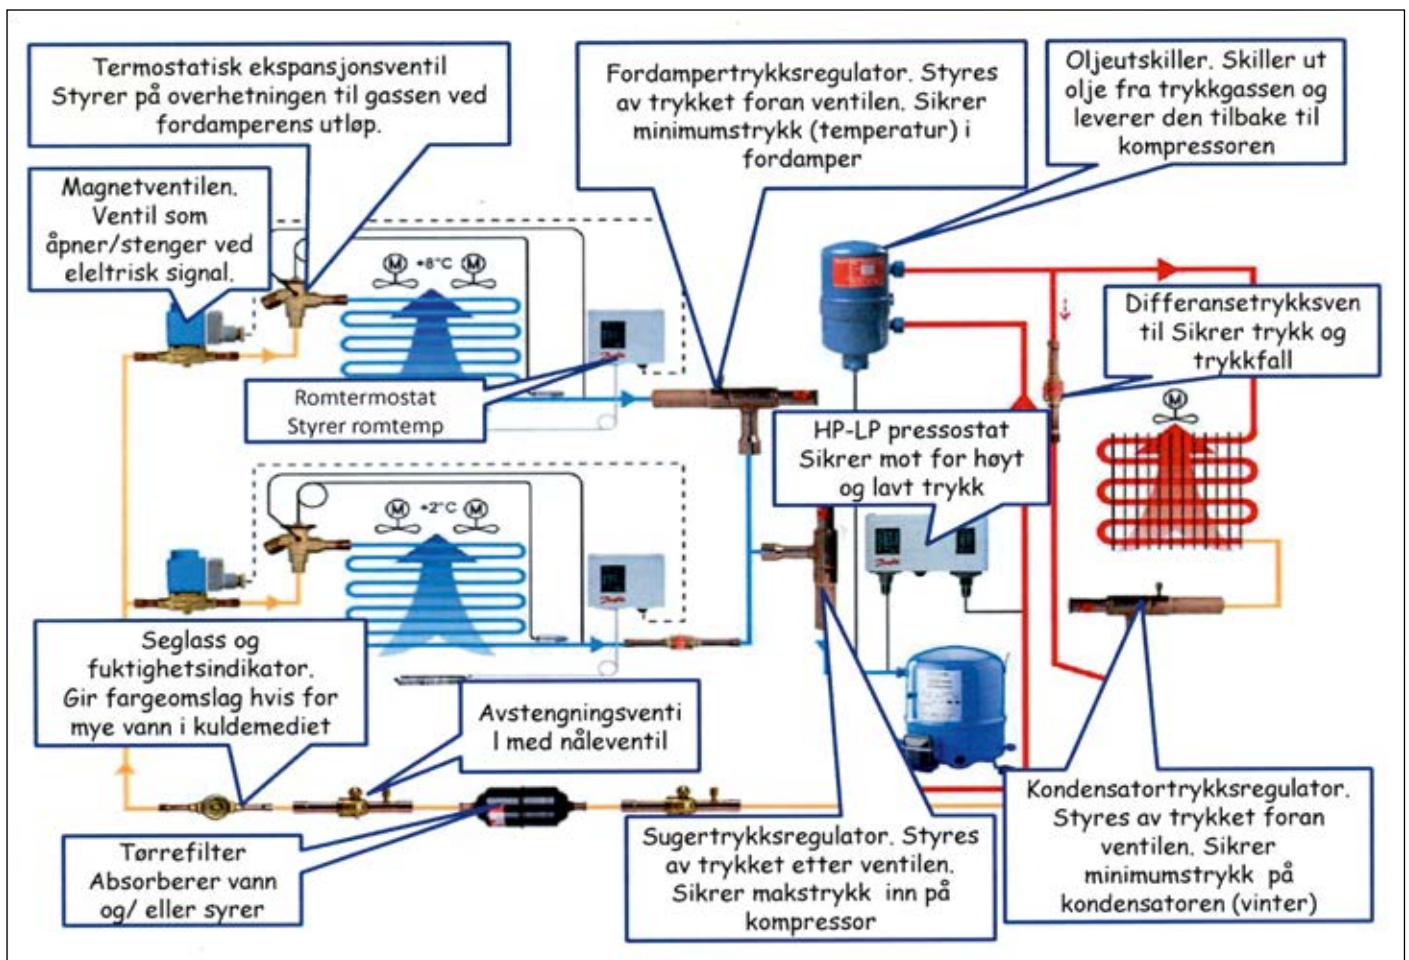 Termostatisk ekspansjonsventil
Styrer på overhetningen til gassen ved
fordamperens utløp.
Fordampertrykksregulator. Styres
av trykket foran ventilen. Sikrer
minimumstrykk (temperatur) i
fordamper
Oljeutskiller. Skiller ut
olje fra trykkgassen og
leverer den tilbake til
kompressoren
Magnetventilen.
Ventil som
åpner/stenger ved
eleltrisk signal.
M +8°C M
Differansetrykksven
til Sikrer trykk og
trykkfall
Romtermostat
Styrer romtemp
M
HP-LP pressostat
Sikrer mot for høyt
og lavt trykk
M +2°C M
Danfoss
Seglass og
fuktighetsindikator.
Gir fargeomslag hvis for
mye vann i kuldemediet
Avstengningsventi
l med nåleventil
Tørrefilter
Absorberer vann
og/ eller syrer
Sugertrykksregulator. Styres
av trykket etter ventilen.
Sikrer makstrykk inn på
kompressor
Kondensatortrykksregulator.
Styres av trykket foran
ventilen. Sikrer
minimumstrykk på
kondensatoren (vinter)